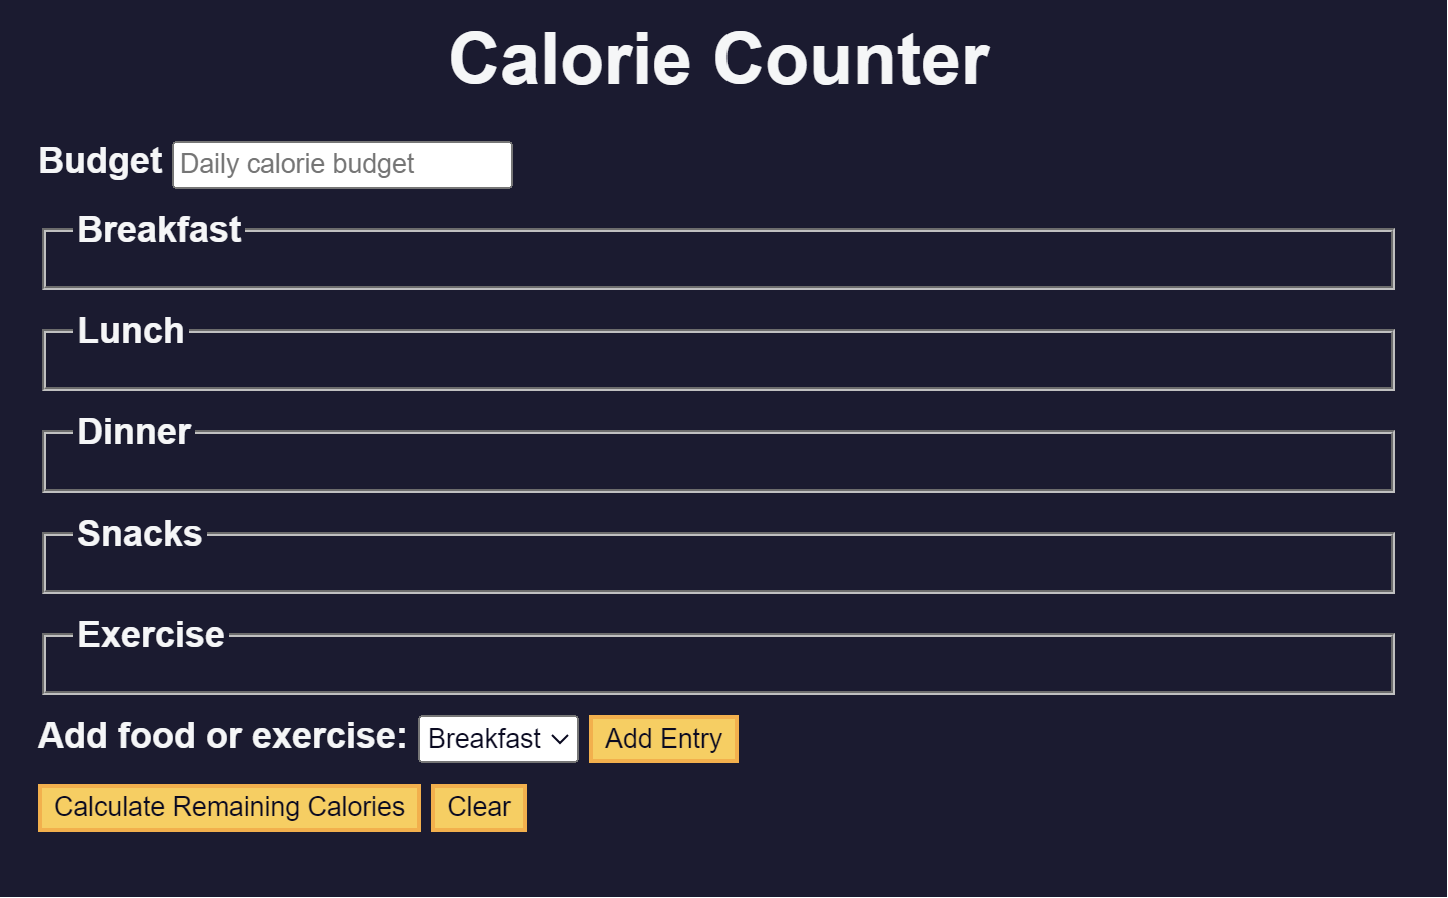 Calorie Counter
Budget Daily calorie budget
Breakfast
Lunch
Dinner
Snacks
Exercise
Add food or exercise: Breakfast Add Entry
Calculate Remaining Calories Clear